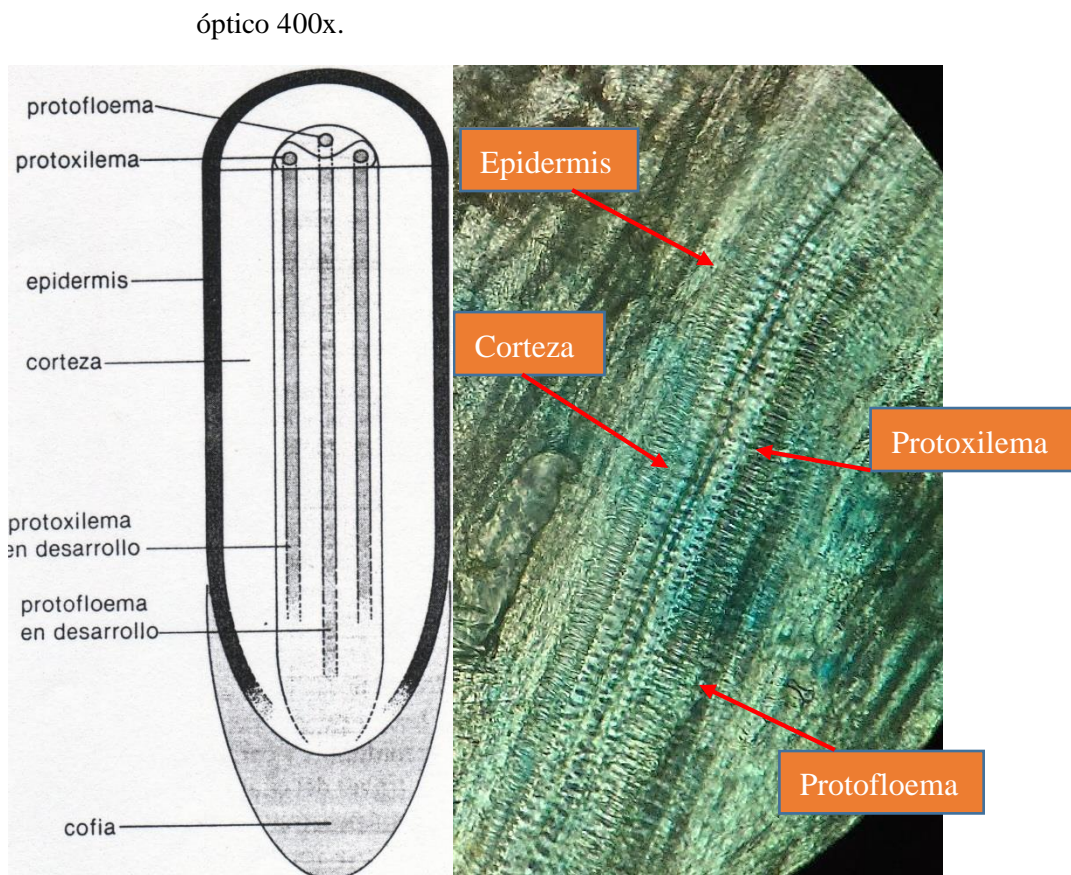 óptico 400x.
protofloema
protoxilema
epidermis
corteza
protoxilema
en desarrollo
protofloema
en desarrollo
cofia
Epidermis
Corteza
Protoxilema
Protofloema